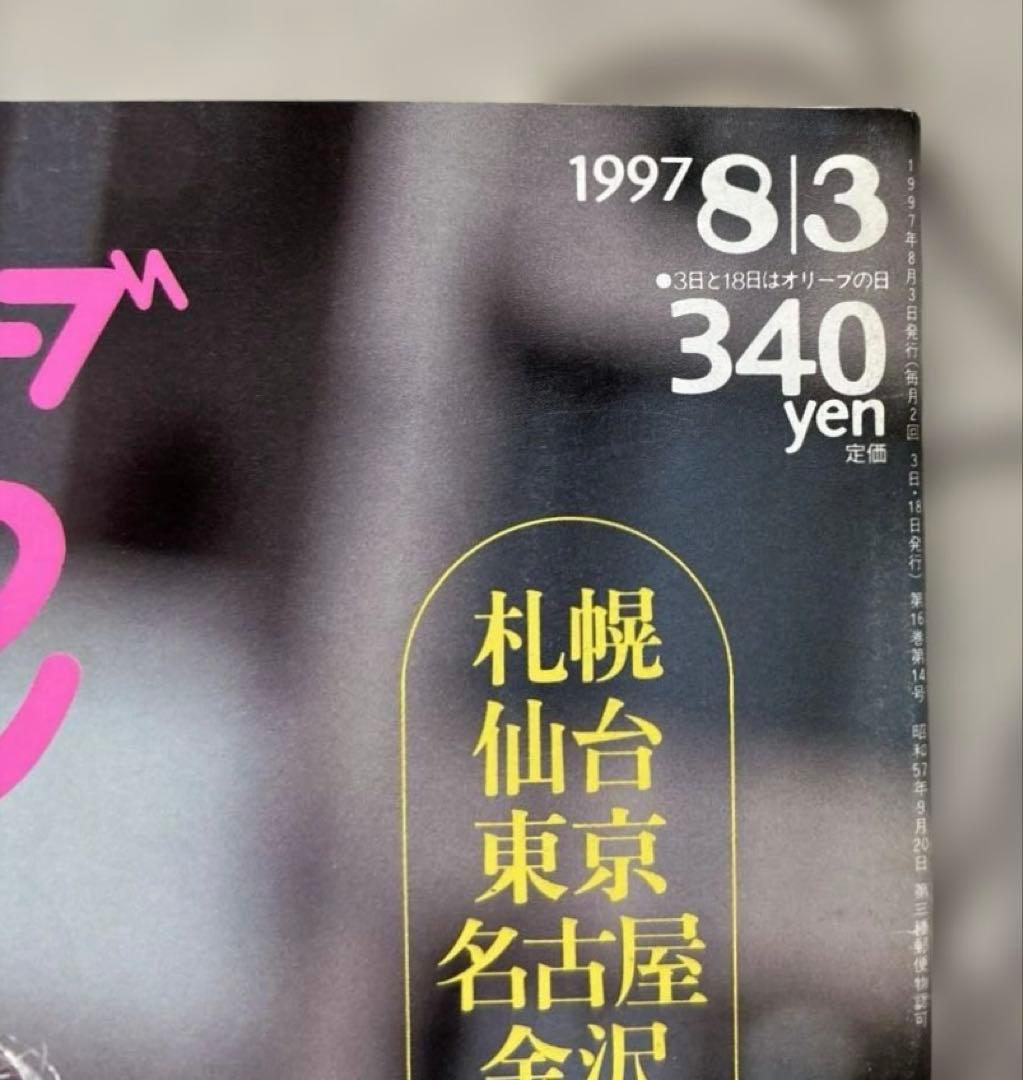 ーブ
1997 8|3
●3日と18日はオリーブの日
340
yen
定価
札幌
仙台
東京
名古屋
金沢
1997年8月3日発行(毎月2回 3日・18日発行) 第16巻第14号 昭和57年9月20日 第三種郵便物認可